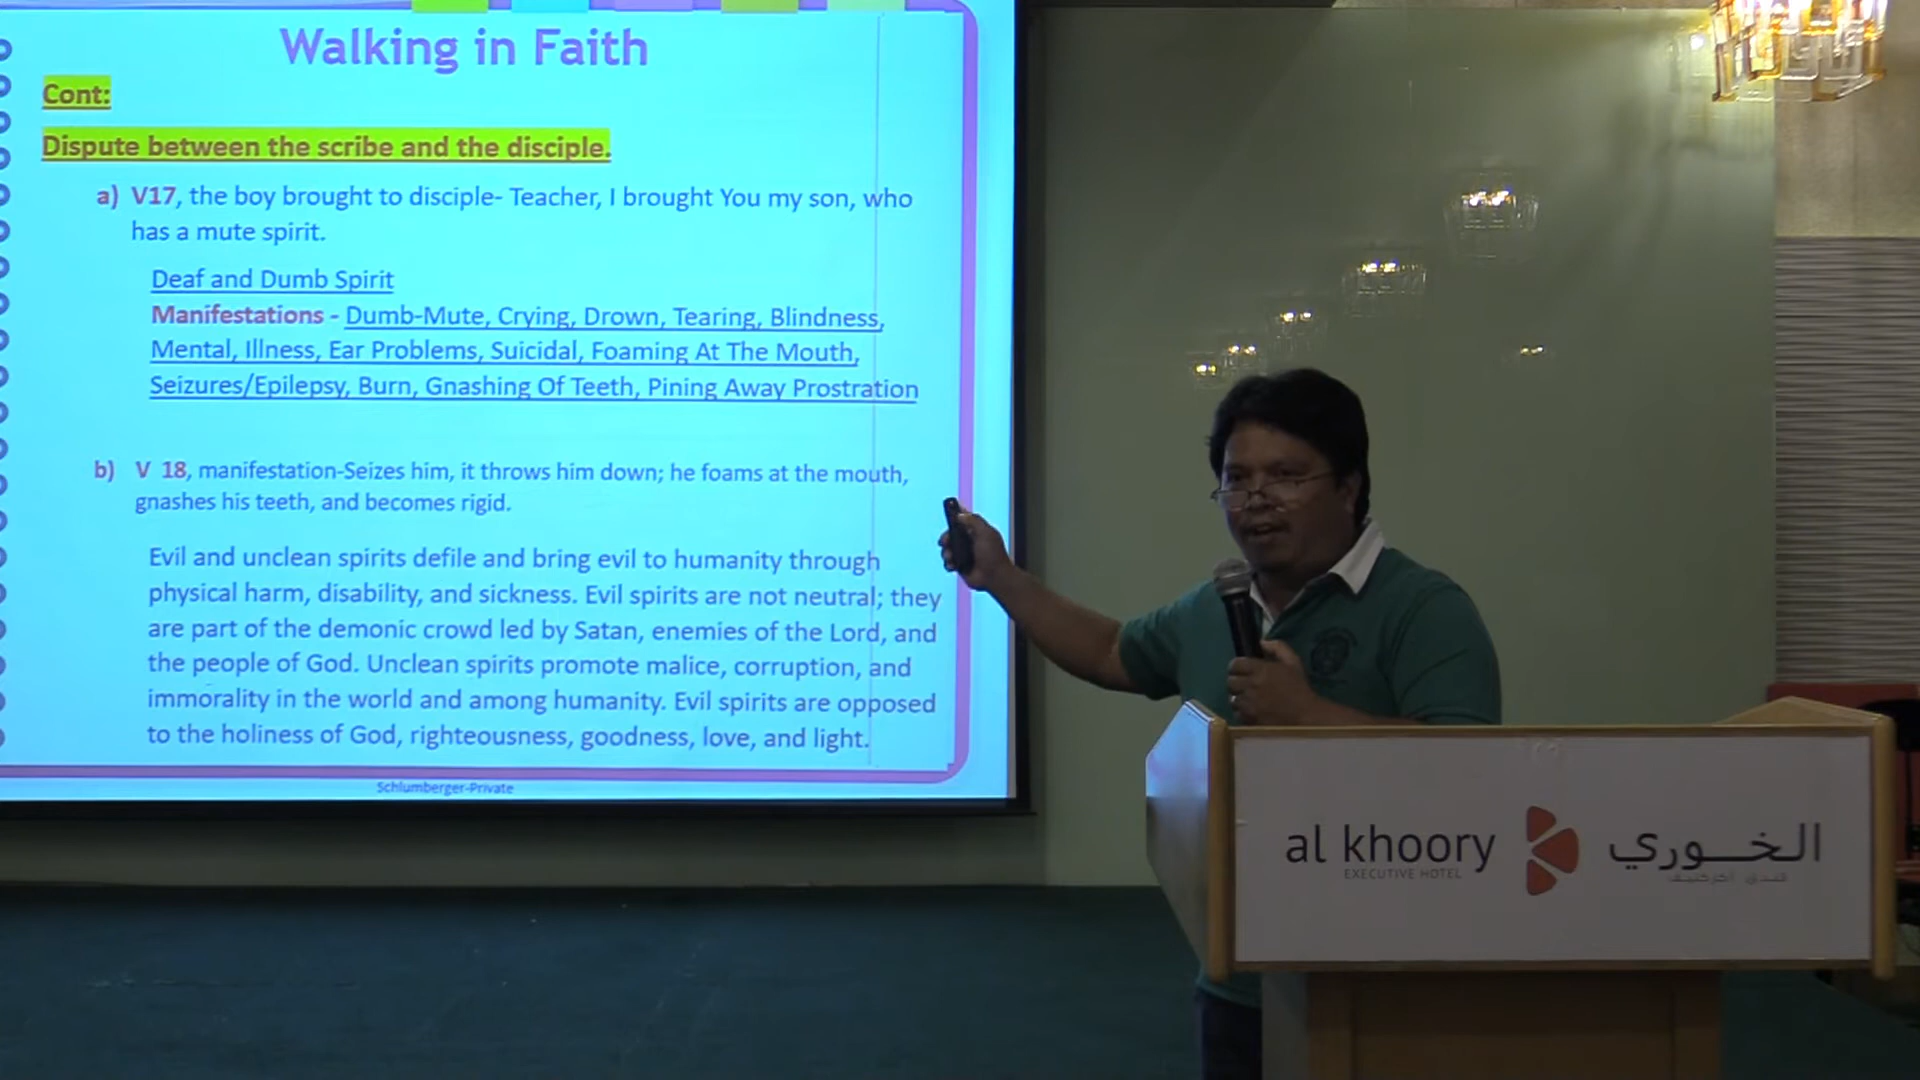 Walking in Faith
Cont:
Dispute between the scribe and the disciple.
a) V17, the boy brought to disciple- Teacher, I brought You my son, who
has a mute spirit.
Deaf and Dumb Spirit
Manifestations - Dumb-Mute, Crying, Drown, Tearing, Blindness,
Mental, Illness, Ear Problems, Suicidal, Foaming At The Mouth,
Seizures/Epilepsy, Burn, Gnashing Of Teeth, Pining Away Prostration
b) V 18, manifestation-Seizes him, it throws him down; he foams at the mouth,
gnashes his teeth, and becomes rigid.
Evil and unclean spirits defile and bring evil to humanity through
physical harm, disability, and sickness. Evil spirits are not neutral; they
are part of the demonic crowd led by Satan, enemies of the Lord, and
the people of God. Unclean spirits promote malice, corruption, and
immorality in the world and among humanity. Evil spirits are opposed
to the holiness of God, righteousness, goodness, love, and light.
Schlumberger-Private
al khoory
EXECUTIVE HOTEL
الخوري